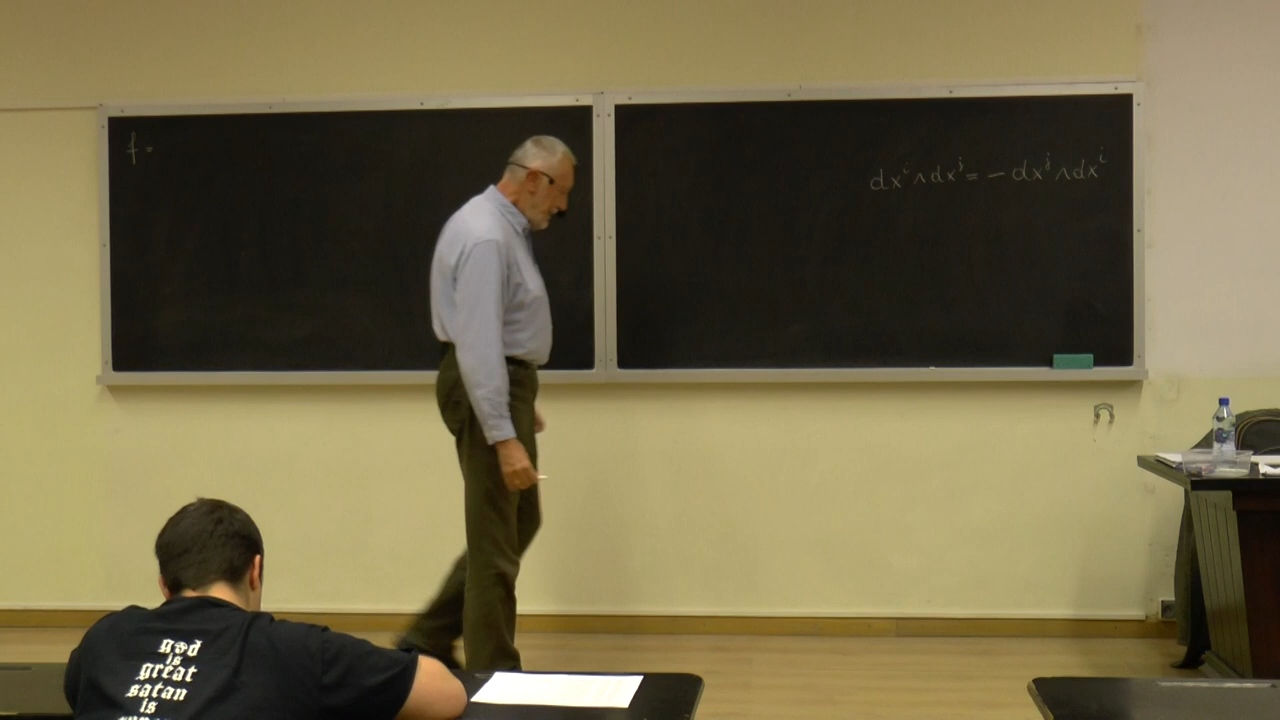 f =
dxⁱ ∧ dxʲ = − dxʲ ∧ dxⁱ
god
is
great
satan
is